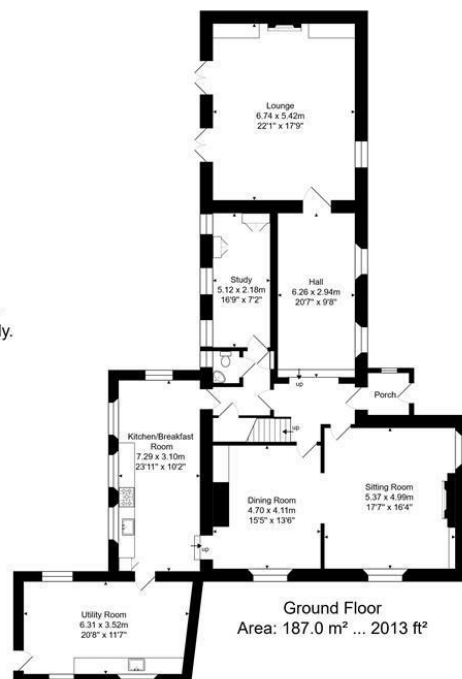 Lounge
6.74 x 5.42m
22'1" x 17'9"
Study
5.12 x 2.18m
16'9" x 7'2"
Hall
6.26 x 2.94m
20'7" x 9'8"
ly.
up
Porch
up
Kitchen/Breakfast
Room
7.29 x 3.10m
23'11" x 10'2"
Dining Room
4.70 x 4.11m
15'5" x 13'6"
Sitting Room
5.37 x 4.99m
17'7" x 16'4"
up
Utility Room
6.31 x 3.52m
20'8" x 11'7"
Ground Floor
Area: 187.0 m² ... 2013 ft²